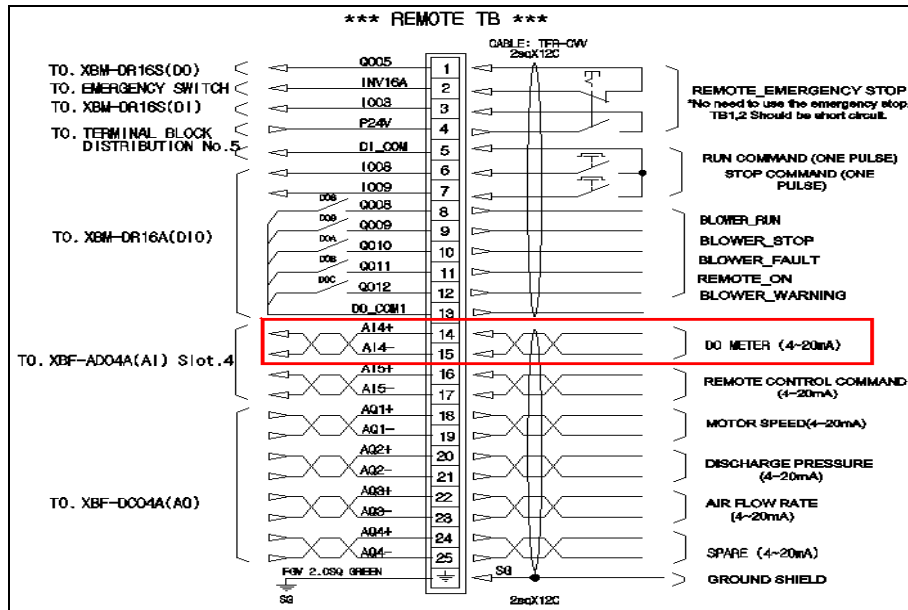 *** REMOTE TB ***
CABLE: TFR-CVV
2sqX12C
TO. XBM-DR16S(DO)
Q005
1
TO. EMERGENCY SWITCH
INV16A
2
REMOTE_EMERGENCY STOP
*No need to use the emergency stop.
TB1,2 Should be short circuit.
TO. XBM-DR16S(DI)
I003
3
TO. TERMINAL BLOCK
DISTRIBUTION No.5
P24V
4
DI_COM
5
RUN COMMAND (ONE PULSE)
STOP COMMAND (ONE
PULSE)
I008
6
I009
7
TO. XBM-DR16A(DIO)
Q008
8
BLOWER_RUN
Q009
9
BLOWER_STOP
DOA
Q010
10
BLOWER_FAULT
DOB
Q011
11
REMOTE_ON
DOC
Q012
12
BLOWER_WARNING
DO_COM1
13
TO. XBF-AD04A(AI) Slot.4
AI4+
14
AI4-
15
DO METER (4~20mA)
AI5+
16
AI5-
17
REMOTE CONTROL COMMAND
(4~20mA)
TO. XBF-DC04A(AQ)
AQ1+
18
AQ1-
19
MOTOR SPEED(4~20mA)
AQ2+
20
AQ2-
21
DISCHARGE PRESSURE
(4~20mA)
AQ3+
22
AQ3-
23
AIR FLOW RATE
(4~20mA)
AQ4+
24
AQ4-
25
SPARE (4~20mA)
FGV 2.0SQ GREEN
SG
SG
GROUND SHIELD
2sqX12C